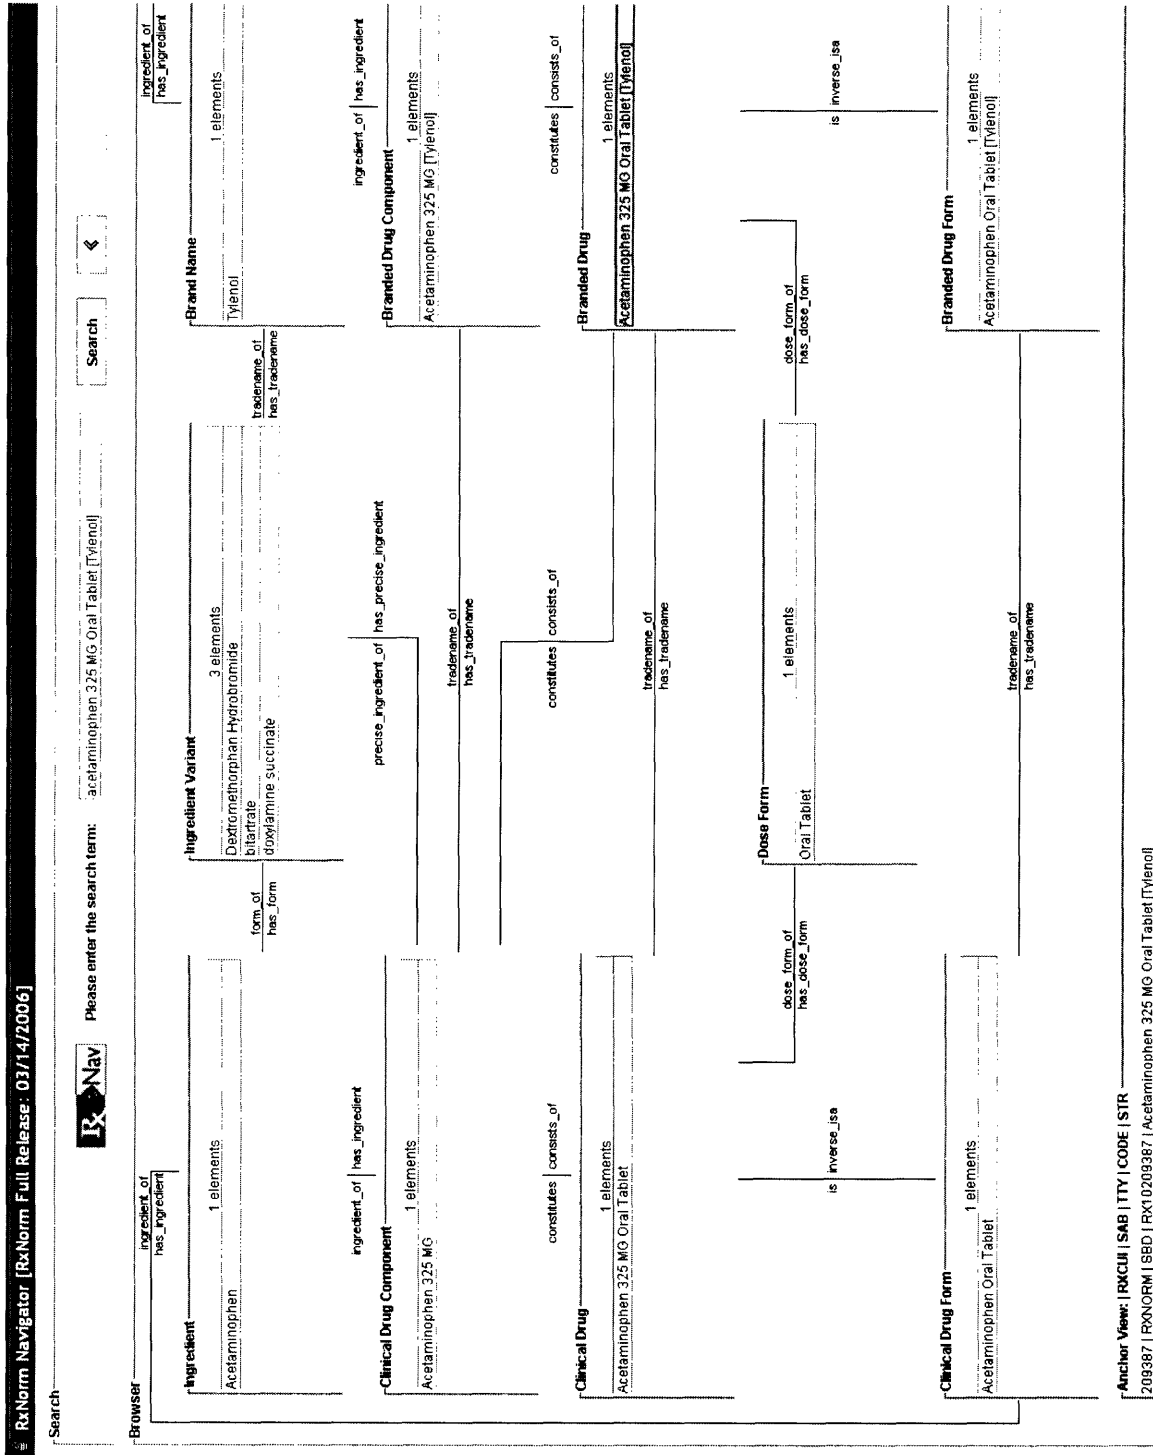 RxNorm Navigator [RxNorm Full Release: 03/14/2006]
Search
Rx Nav
Please enter the search term:
acetaminophen 325 MG Oral Tablet [Tylenol]
Search
«
Browser
ingredient_of
has_ingredient
ingredient_of
has_ingredient
Ingredient
1 elements
Acetaminophen
form_of
has_form
Ingredient Variant
3 elements
Dextromethorphan Hydrobromide
bitartrate
doxylamine succinate
tradename_of
has_tradename
Brand Name
1 elements
Tylenol
ingredient_of | has_ingredient
precise_ingredient_of | has_precise_ingredient
ingredient_of | has_ingredient
Clinical Drug Component
1 elements
Acetaminophen 325 MG
tradename_of
has_tradename
Branded Drug Component
1 elements
Acetaminophen 325 MG [Tylenol]
constitutes | consists_of
constitutes | consists_of
constitutes | consists_of
Clinical Drug
1 elements
Acetaminophen 325 MG Oral Tablet
tradename_of
has_tradename
Branded Drug
1 elements
Acetaminophen 325 MG Oral Tablet [Tylenol]
dose_form_of
has_dose_form
Dose Form
1 elements
Oral Tablet
dose_form_of
has_dose_form
is | inverse_isa
is | inverse_isa
Clinical Drug Form
1 elements
Acetaminophen Oral Tablet
tradename_of
has_tradename
Branded Drug Form
1 elements
Acetaminophen Oral Tablet [Tylenol]
Anchor View: | RXCUI | SAB | TTY | CODE | STR
209387 | RXNORM | SBD | RX10209387 | Acetaminophen 325 MG Oral Tablet [Tylenol]